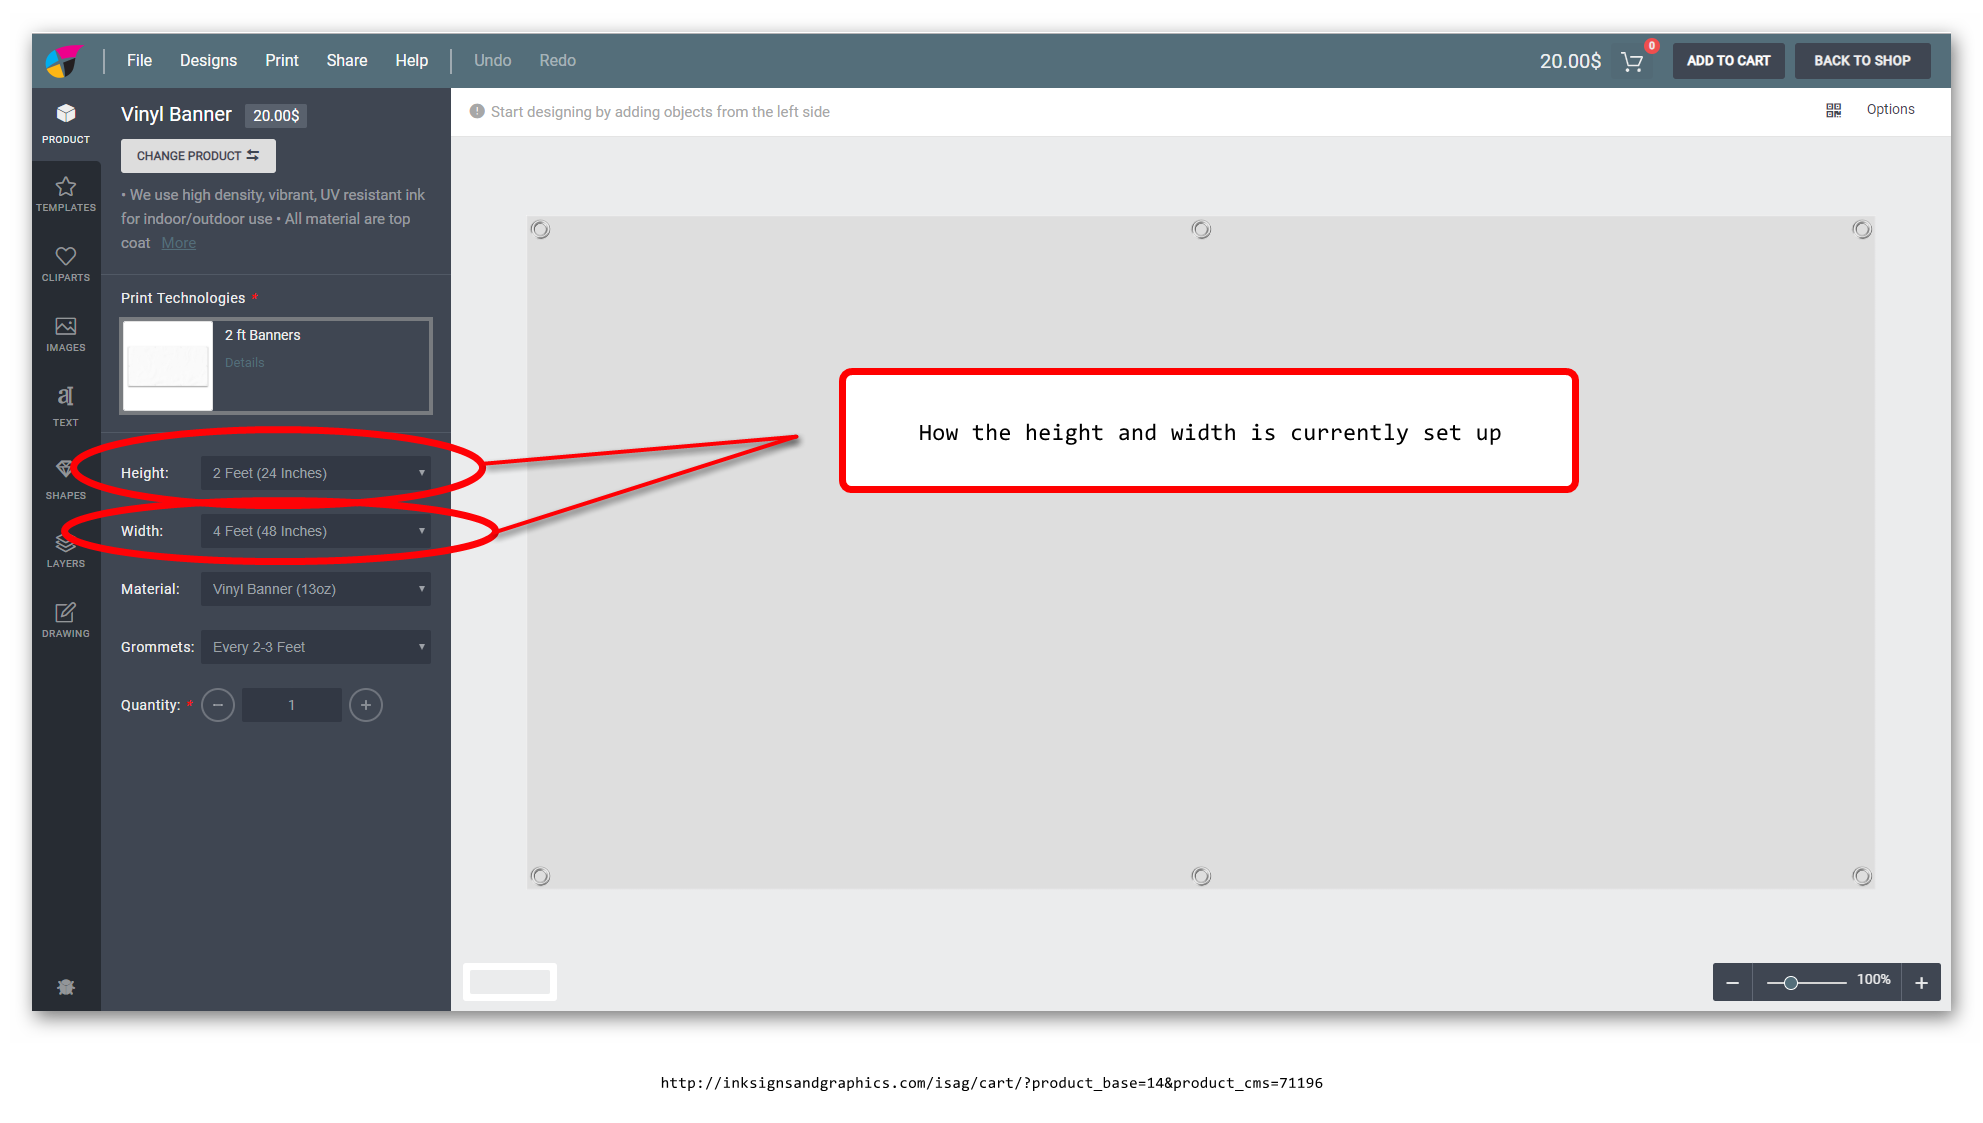 File Designs Print Share Help Undo Redo 20.00$ 0 ADD TO CART BACK TO SHOP
PRODUCT
TEMPLATES
CLIPARTS
IMAGES
TEXT
SHAPES
LAYERS
DRAWING
Vinyl Banner 20.00$
CHANGE PRODUCT
• We use high density, vibrant, UV resistant ink
for indoor/outdoor use • All material are top
coat More
Print Technologies *
2 ft Banners
Details
Height: 2 Feet (24 Inches)
Width: 4 Feet (48 Inches)
Material: Vinyl Banner (13oz)
Grommets: Every 2-3 Feet
Quantity: * − 1 +
Start designing by adding objects from the left side
Options
How the height and width is currently set up
− 100% +
http://inksignsandgraphics.com/isag/cart/?product_base=14&product_cms=71196